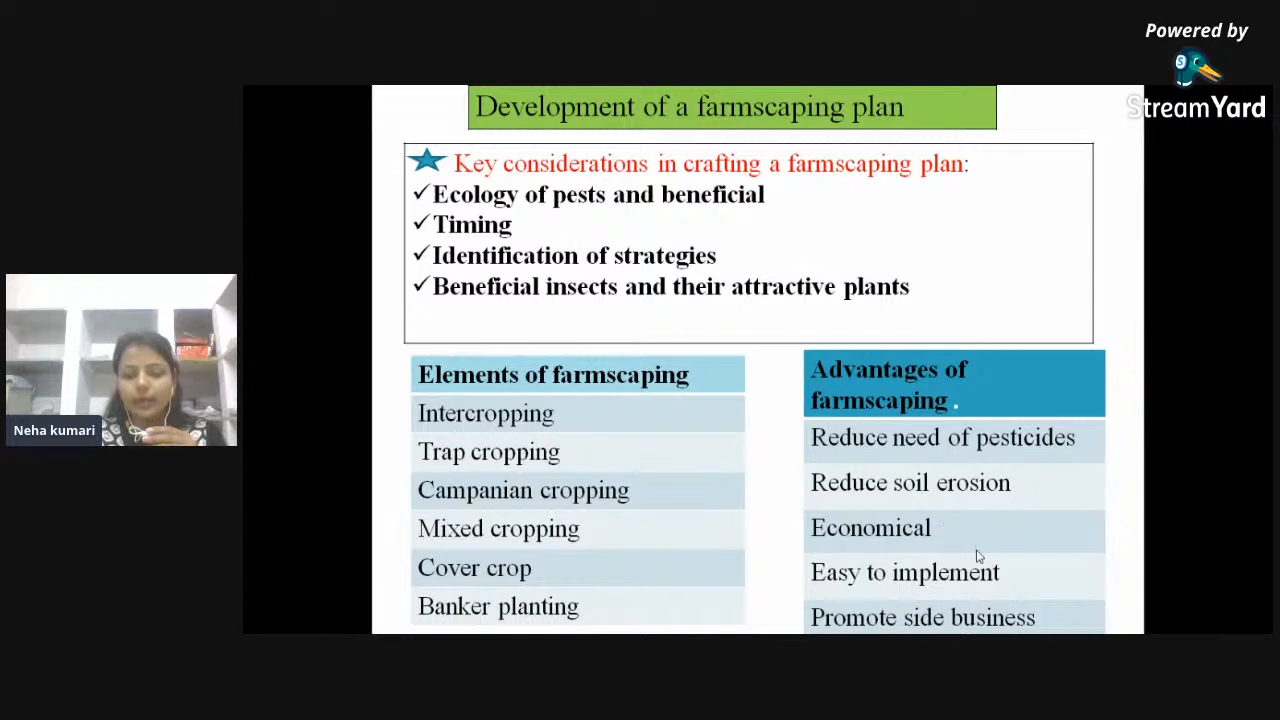 Powered by
StreamYard
Development of a farmscaping plan
Key considerations in crafting a farmscaping plan:
✓Ecology of pests and beneficial
✓Timing
✓Identification of strategies
✓Beneficial insects and their attractive plants
Neha kumari
Elements of farmscaping
Intercropping
Trap cropping
Campanian cropping
Mixed cropping
Cover crop
Banker planting
Advantages of
farmscaping .
Reduce need of pesticides
Reduce soil erosion
Economical
Easy to implement
Promote side business